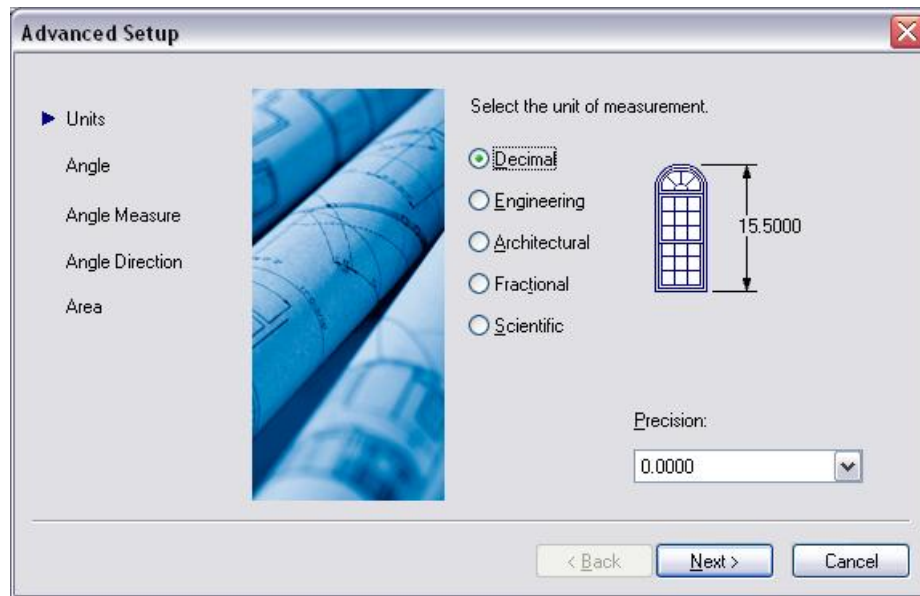 Advanced Setup
Units
Angle
Angle Measure
Angle Direction
Area
Select the unit of measurement.
Decimal
Engineering
Architectural
Fractional
Scientific
15.5000
Precision:
0.0000
< Back
Next >
Cancel